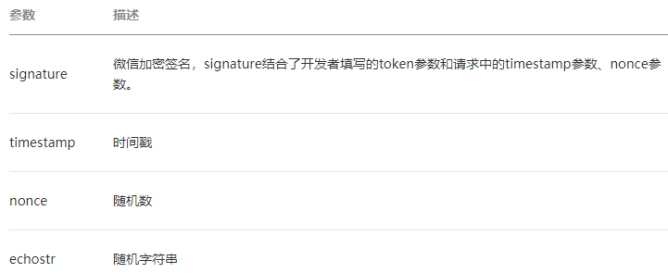 参数 描述
signature 微信加密签名，signature结合了开发者填写的token参数和请求中的timestamp参数、nonce参
数。
timestamp 时间戳
nonce 随机数
echostr 随机字符串